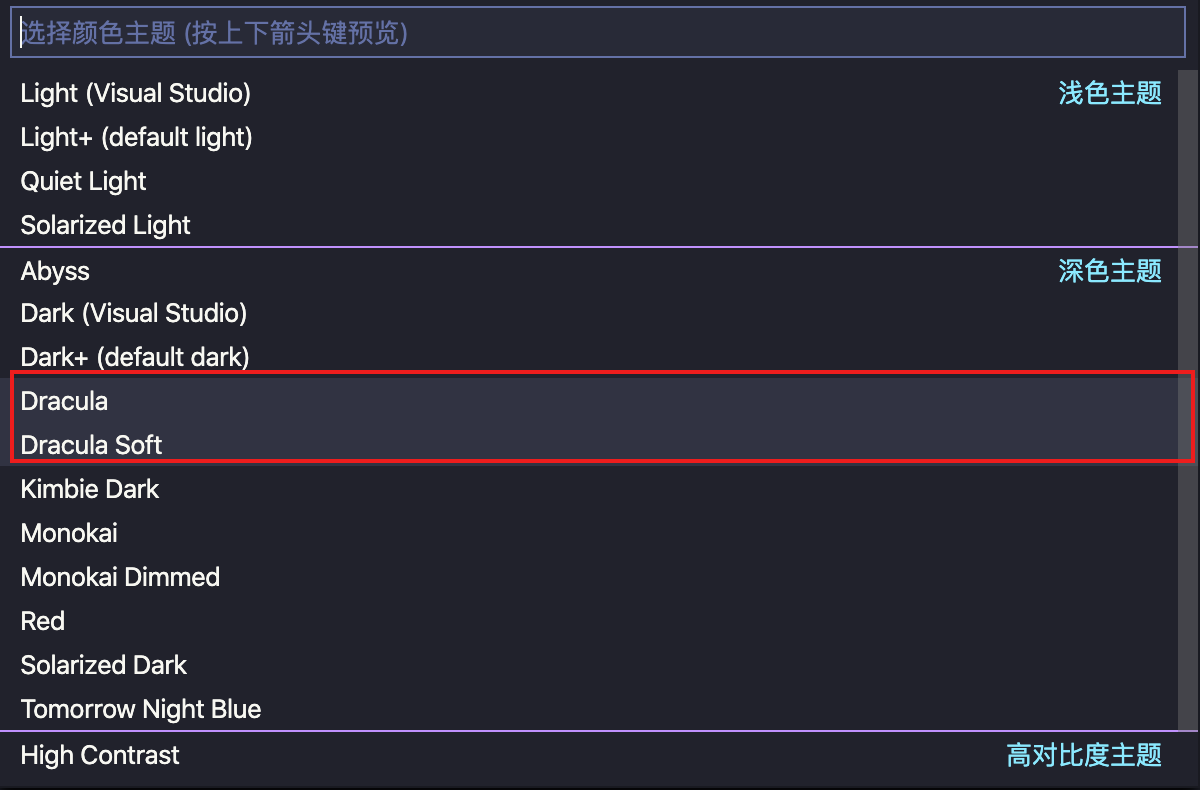 选择颜色主题 (按上下箭头键预览)
Light (Visual Studio) 浅色主题
Light+ (default light)
Quiet Light
Solarized Light
Abyss 深色主题
Dark (Visual Studio)
Dark+ (default dark)
Dracula
Dracula Soft
Kimbie Dark
Monokai
Monokai Dimmed
Red
Solarized Dark
Tomorrow Night Blue
High Contrast 高对比度主题